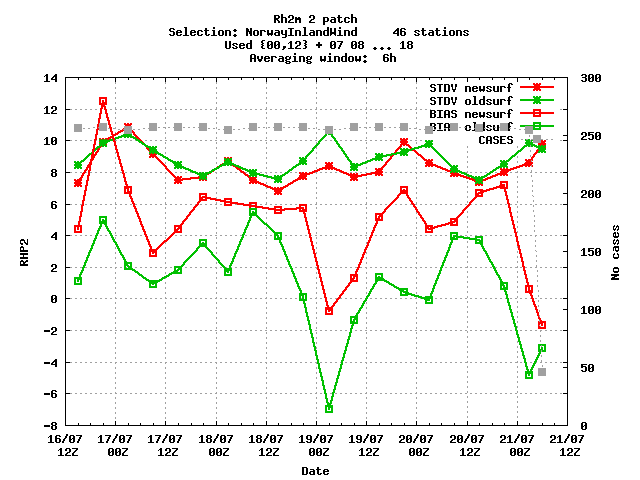 Rh2m 2 patch
Selection: NorwayInlandWind 46 stations
Used {00,12} + 07 08 ... 18
Averaging window: 6h
STDV newsurf
STDV oldsurf
BIAS newsurf
BIAS oldsurf
CASES
14
12
10
8
6
4
2
0
-2
-4
-6
-8
RHP2
300
250
200
150
100
50
0
No cases
16/07 17/07 17/07 18/07 18/07 19/07 19/07 20/07 20/07 21/07 21/07
12Z 00Z 12Z 00Z 12Z 00Z 12Z 00Z 12Z 00Z 12Z
Date